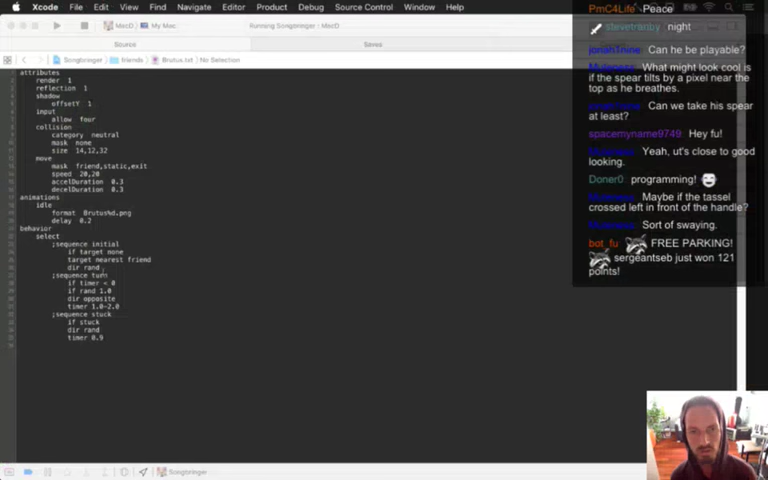 Xcode File Edit View Find Navigate Editor Product Debug Source Control Window Help
MacD My Mac Running Songbringer : MacD
Source Saves
Songbringer friends Brutus.txt No Selection
attributes
render 1
reflection 1
shadow
offsetY 1
input
allow four
collision
category neutral
mask none
size 14,12,32
move
mask friend,static,exit
speed 20,20
accelDuration 0.3
decelDuration 0.3
animations
idle
format Brutus%d.png
delay 0.2
behavior
select
;sequence initial
if target none
target nearest friend
dir rand
;sequence turn
if timer < 0
if rand 1.0
dir opposite
timer 1.0-2.0
;sequence stuck
if stuck
dir rand
timer 0.9
Songbringer
PmC4Life Peace
stevetranby night
jonah1nine Can he be playable?
What might look cool is
if the spear tilts by a pixel near the
top as he breathes.
Can we take his spear
at least?
spacemyname9749 Hey fu!
Yeah, ut's close to good
looking.
Doner0 programming!
Maybe if the tassel
crossed left in front of the handle?
Sort of swaying.
bot_fu FREE PARKING!
sergeantseb just won 121
points!